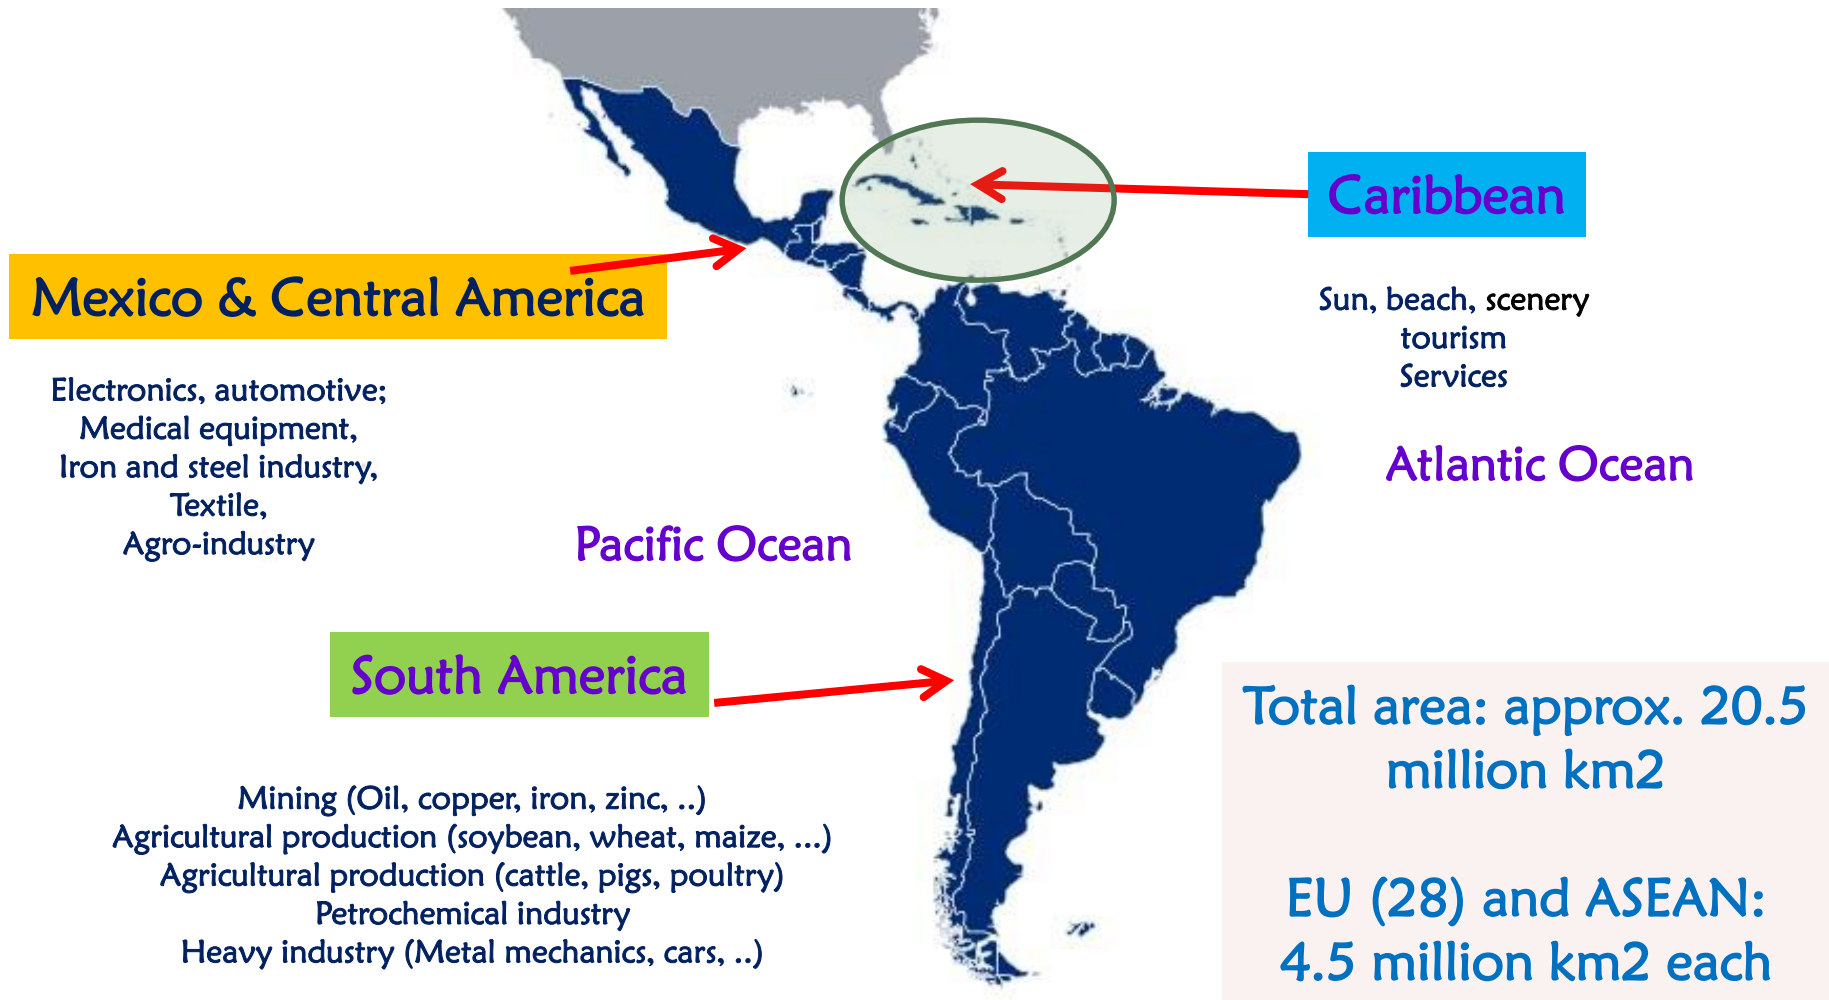 Caribbean
Mexico & Central America
Sun, beach, scenery
tourism
Services
Electronics, automotive;
Medical equipment,
Iron and steel industry,
Textile,
Agro-industry
Atlantic Ocean
Pacific Ocean
South America
Total area: approx. 20.5
million km2
EU (28) and ASEAN:
4.5 million km2 each
Mining (Oil, copper, iron, zinc, ..)
Agricultural production (soybean, wheat, maize, ...)
Agricultural production (cattle, pigs, poultry)
Petrochemical industry
Heavy industry (Metal mechanics, cars, ..)